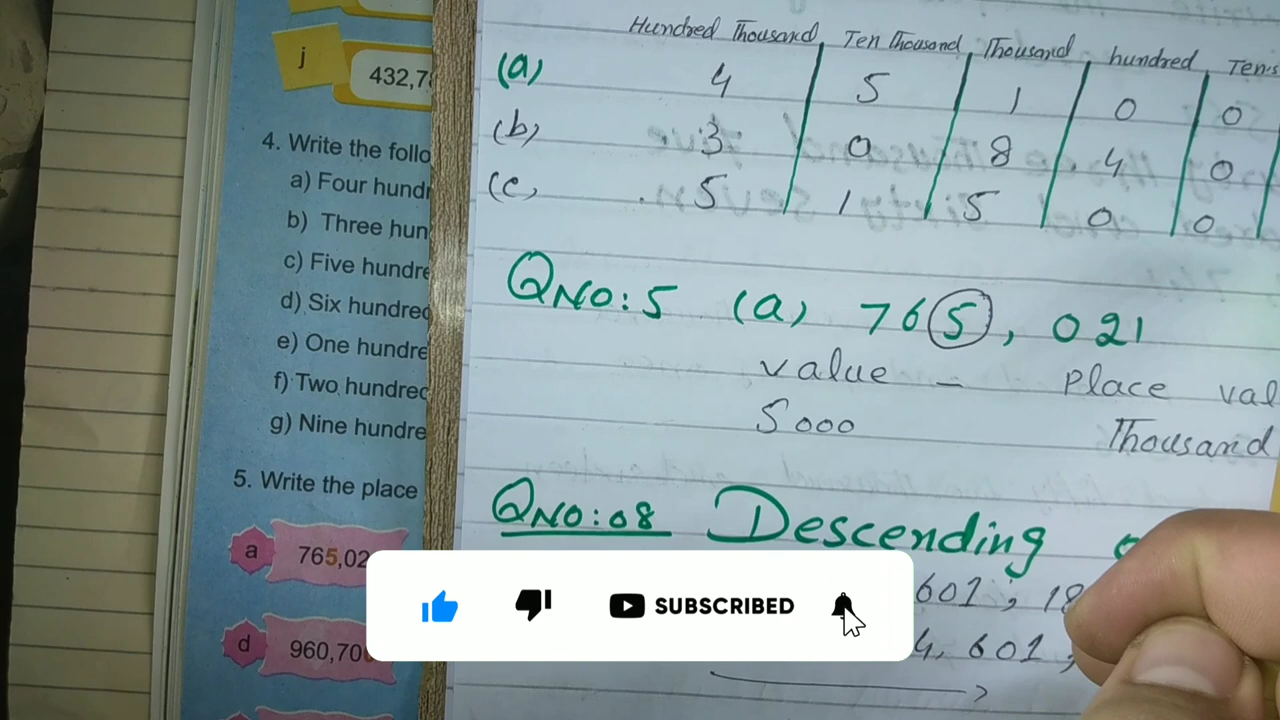 j
432,7
4. Write the follo
a) Four hund
b) Three hun
c) Five hundre
d) Six hundred
e) One hundre
f) Two hundred
g) Nine hundre
5. Write the place
a 765,02
d 960,70
Hundred Thousand Ten Thousand Thousand hundred Tens
(a) 4 5 1 0 0
(b) 3 0 8 4 0
(c) 5 1 5 0 0
QNO:5 (a) 765, 021
value - Place val
5000 Thousand
QNO:08 Descending
601; 18
4, 601,
SUBSCRIBED